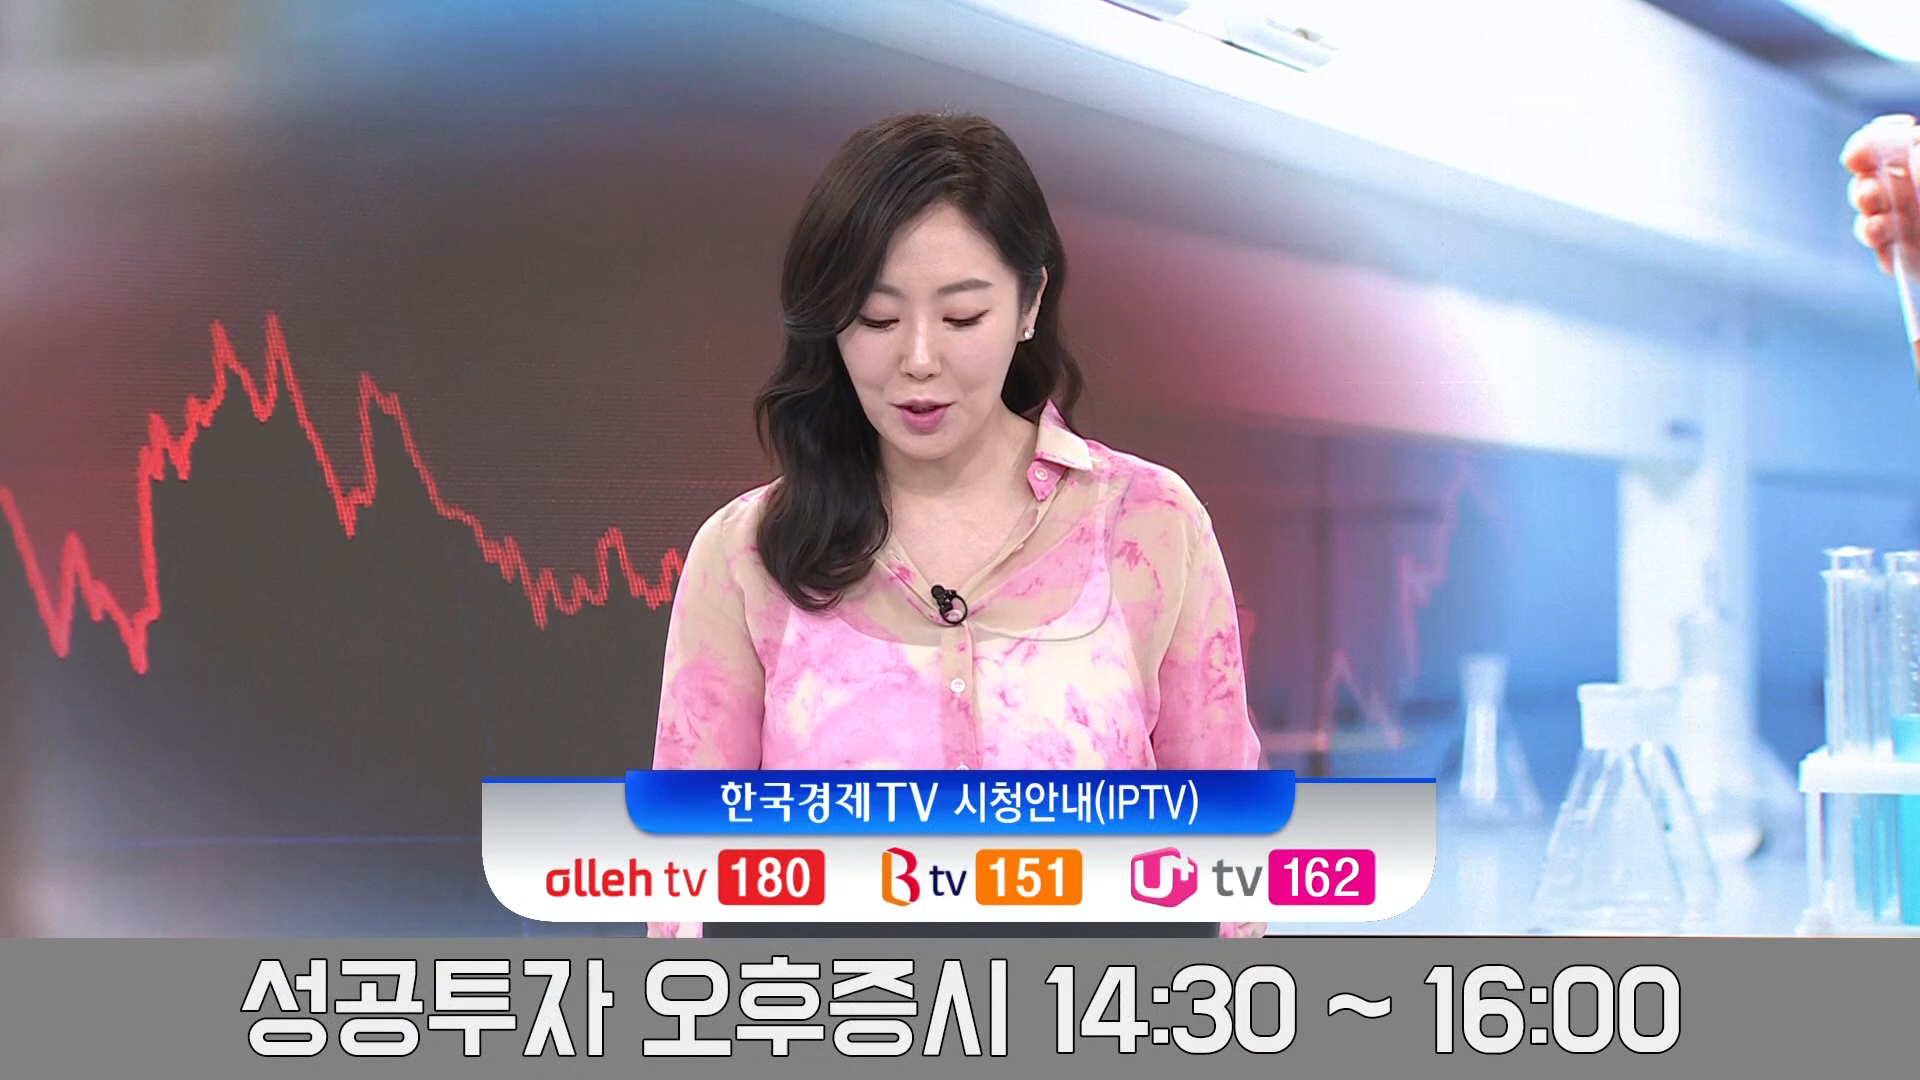 한국경제TV 시청안내(IPTV)
olleh tv 180 B tv 151 U+ tv 162
성공투자 오후증시 14:30 ~ 16:00